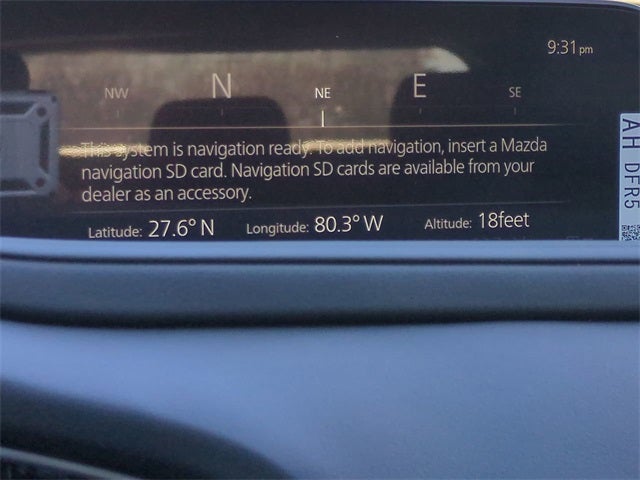 9:31pm
NW N NE E SE
This system is navigation ready. To add navigation, insert a Mazda
navigation SD card. Navigation SD cards are available from your
dealer as an accessory.
Latitude: 27.6° N Longitude: 80.3° W Altitude: 18feet
AH DFR5